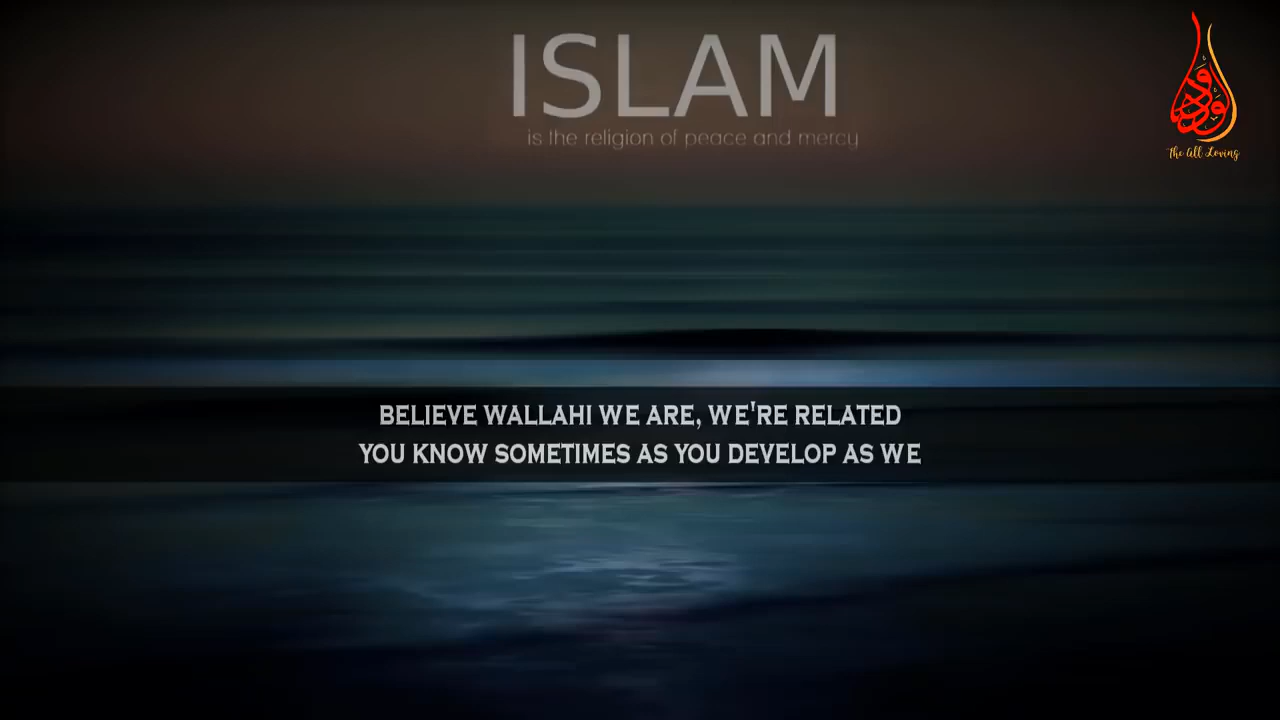 ISLAM
is the religion of peace and mercy
الودود
The All Loving
BELIEVE WALLAHI WE ARE, WE'RE RELATED
YOU KNOW SOMETIMES AS YOU DEVELOP AS WE